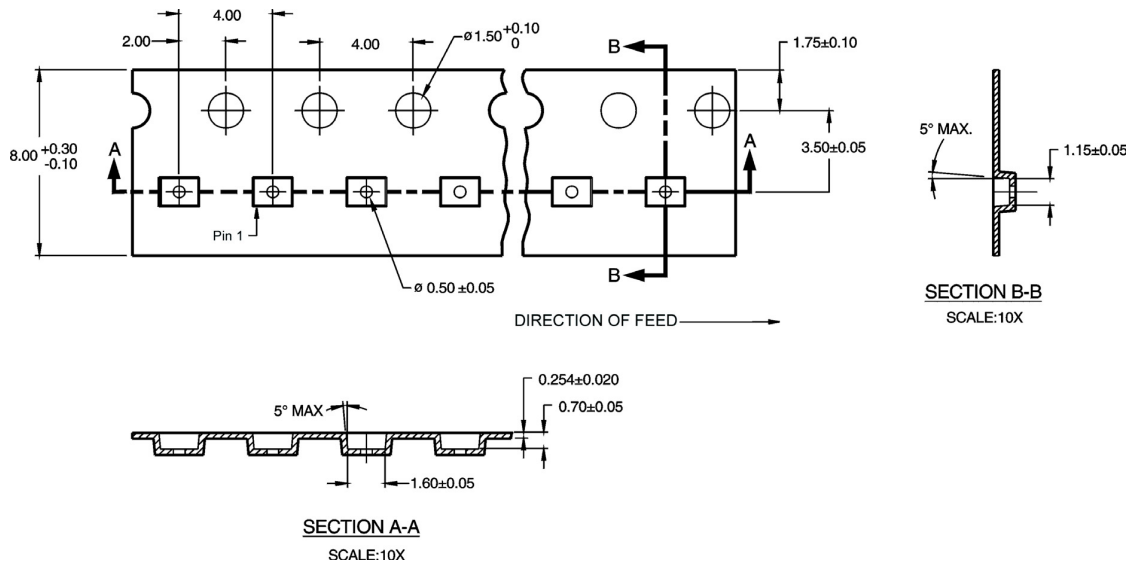 4.00
2.00
4.00
ø1.50 +0.10 0
B
1.75±0.10
8.00 +0.30 -0.10
A
A
3.50±0.05
5° MAX.
1.15±0.05
Pin 1
ø 0.50 ±0.05
B
SECTION B-B
SCALE:10X
DIRECTION OF FEED
0.254±0.020
5° MAX
0.70±0.05
1.60±0.05
SECTION A-A
SCALE:10X